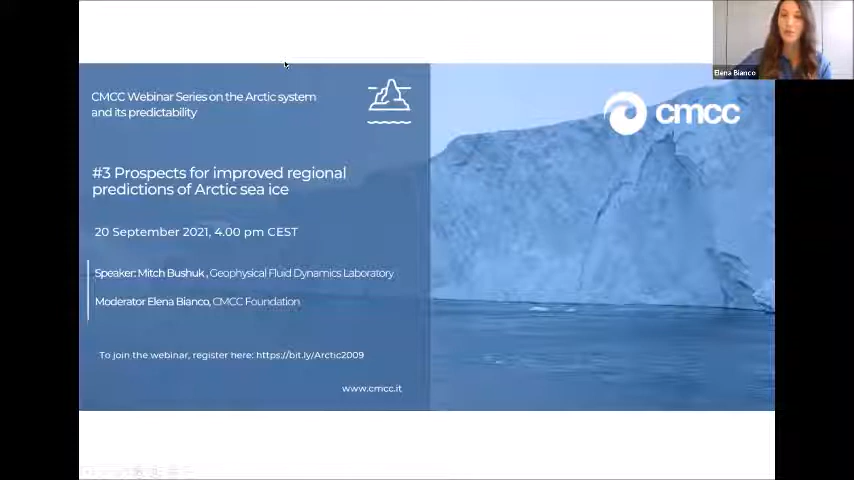 CMCC Webinar Series on the Arctic system
and its predictability
cmcc
#3 Prospects for improved regional
predictions of Arctic sea ice
20 September 2021, 4.00 pm CEST
Speaker: Mitch Bushuk , Geophysical Fluid Dynamics Laboratory
Moderator Elena Bianco, CMCC Foundation
To join the webinar, register here: https://bit.ly/Arctic2009
www.cmcc.it
Elena Bianco